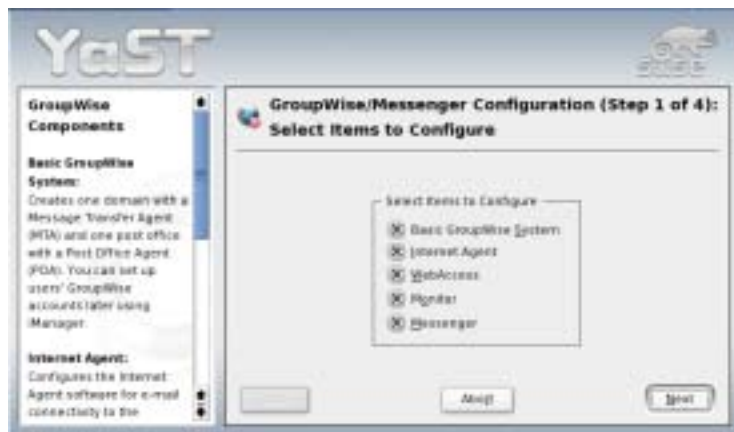 YaST
SUSE
GroupWise
Components
Basic GroupWise
System:
Creates one domain with a
Message Transfer Agent
(MTA) and one post office
with a Post Office Agent
(POA). You can set up
users' GroupWise
accounts later using
iManager.
Internet Agent:
Configures the Internet
Agent software for e-mail
connectivity to the
GroupWise/Messenger Configuration (Step 1 of 4):
Select Items to Configure
Select Items to Configure
Basic GroupWise System
Internet Agent
WebAccess
Monitor
Messenger
Abort
Next